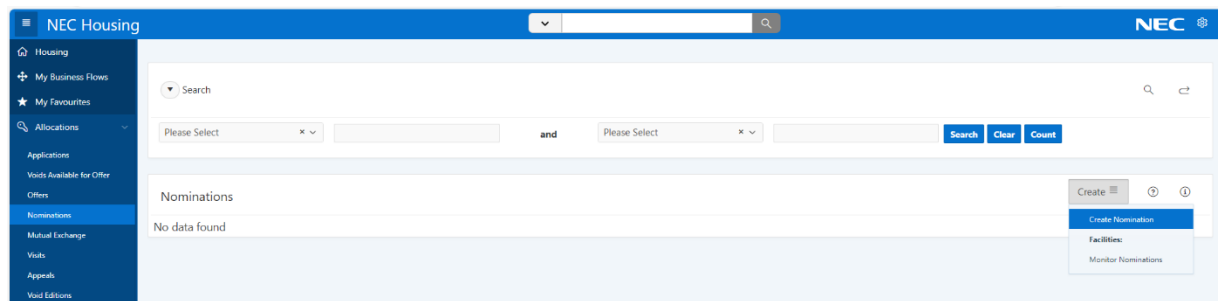 NEC Housing
NEC
Housing
My Business Flows
My Favourites
Allocations
Applications
Voids Available for Offer
Offers
Nominations
Mutual Exchange
Visits
Appeals
Void Editions
Search
Please Select × and Please Select × Search Clear Count
Nominations
Create
No data found
Create Nomination
Facilities:
Monitor Nominations